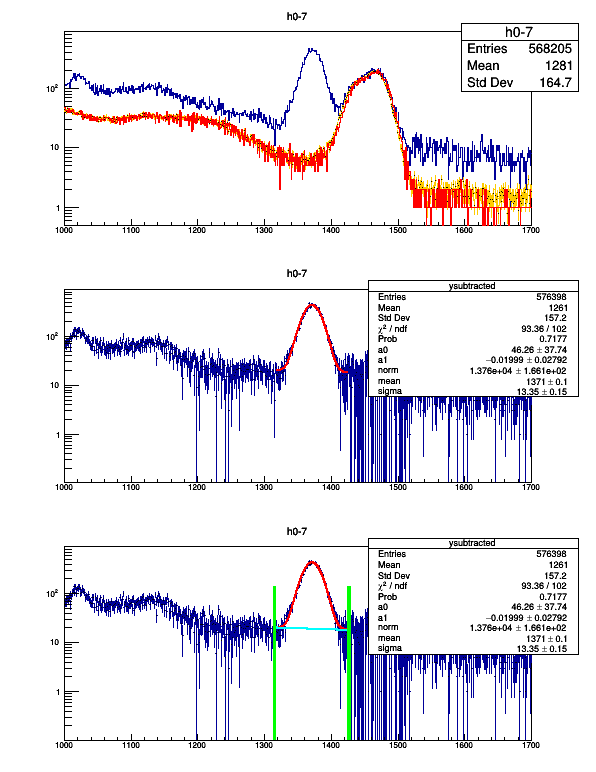 h0-7
h0-7
Entries 568205
Mean 1281
Std Dev 164.7
10²
10
1
1000 1100 1200 1300 1400 1500 1600 1700
h0-7
ysubtracted
Entries 576398
Mean 1261
Std Dev 157.2
χ² / ndf 93.36 / 102
Prob 0.7177
a0 46.26 ± 37.74
a1 −0.01999 ± 0.02792
norm 1.376e+04 ± 1.661e+02
mean 1371 ± 0.1
sigma 13.35 ± 0.15
10²
10
1
1000 1100 1200 1300 1400 1500 1600 1700
h0-7
ysubtracted
Entries 576398
Mean 1261
Std Dev 157.2
χ² / ndf 93.36 / 102
Prob 0.7177
a0 46.26 ± 37.74
a1 −0.01999 ± 0.02792
norm 1.376e+04 ± 1.661e+02
mean 1371 ± 0.1
sigma 13.35 ± 0.15
10²
10
1
1000 1100 1200 1300 1400 1500 1600 1700